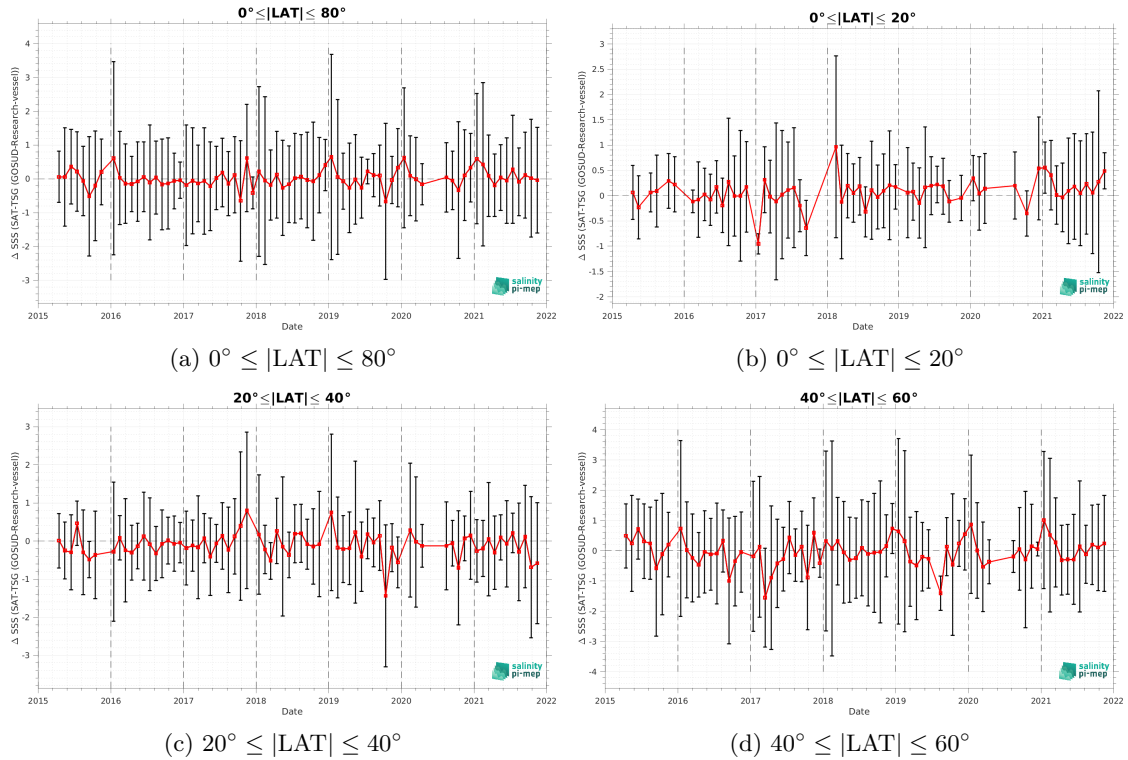 0°≤|LAT|≤ 80°
Δ SSS (SAT-TSG (GOSUD-Research-vessel))
4
3
2
1
0
-1
-2
-3
2015 2016 2017 2018 2019 2020 2021 2022
Date
salinity
pi-mep
(a) 0° ≤ |LAT| ≤ 80°
0°≤|LAT|≤ 20°
Δ SSS (SAT-TSG (GOSUD-Research-vessel))
3
2.5
2
1.5
1
0.5
0
-0.5
-1
-1.5
-2
2015 2016 2017 2018 2019 2020 2021 2022
Date
salinity
pi-mep
(b) 0° ≤ |LAT| ≤ 20°
20°≤|LAT|≤ 40°
Δ SSS (SAT-TSG (GOSUD-Research-vessel))
3
2
1
0
-1
-2
-3
2015 2016 2017 2018 2019 2020 2021 2022
Date
salinity
pi-mep
(c) 20° ≤ |LAT| ≤ 40°
40°≤|LAT|≤ 60°
Δ SSS (SAT-TSG (GOSUD-Research-vessel))
4
3
2
1
0
-1
-2
-3
-4
2015 2016 2017 2018 2019 2020 2021 2022
Date
salinity
pi-mep
(d) 40° ≤ |LAT| ≤ 60°